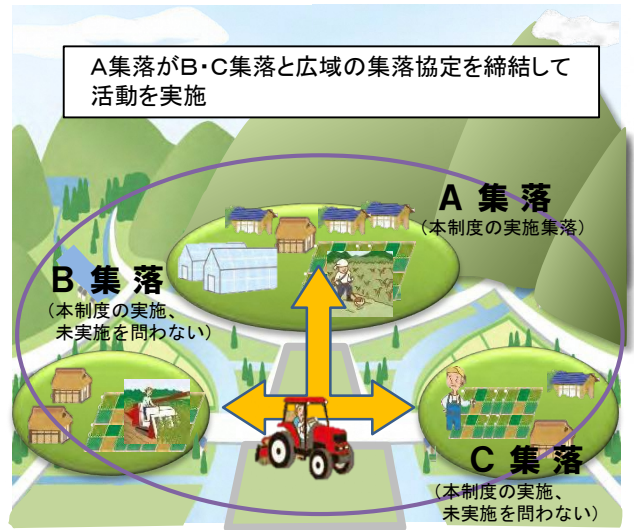 A集落がB・C集落と広域の集落協定を締結して
活動を実施
A 集 落
（本制度の実施集落）
B 集 落
（本制度の実施、
未実施を問わない）
C 集 落
（本制度の実施、
未実施を問わない）